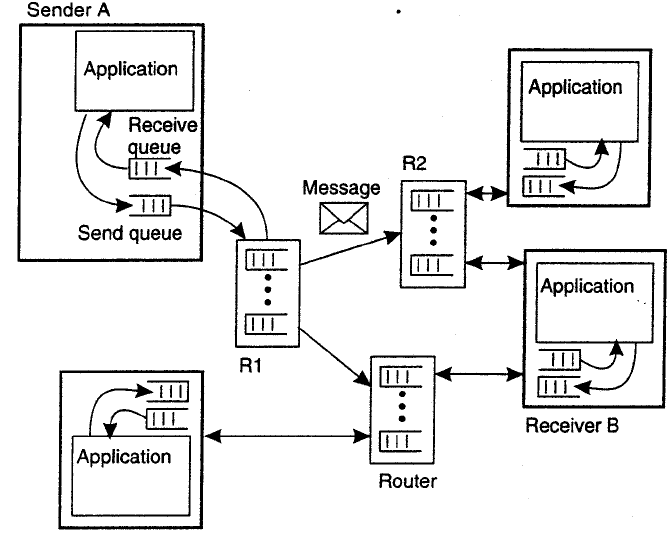 Sender A
Application
Receive
queue
Send queue
R1
Message
R2
Application
Application
Receiver B
Router
Application